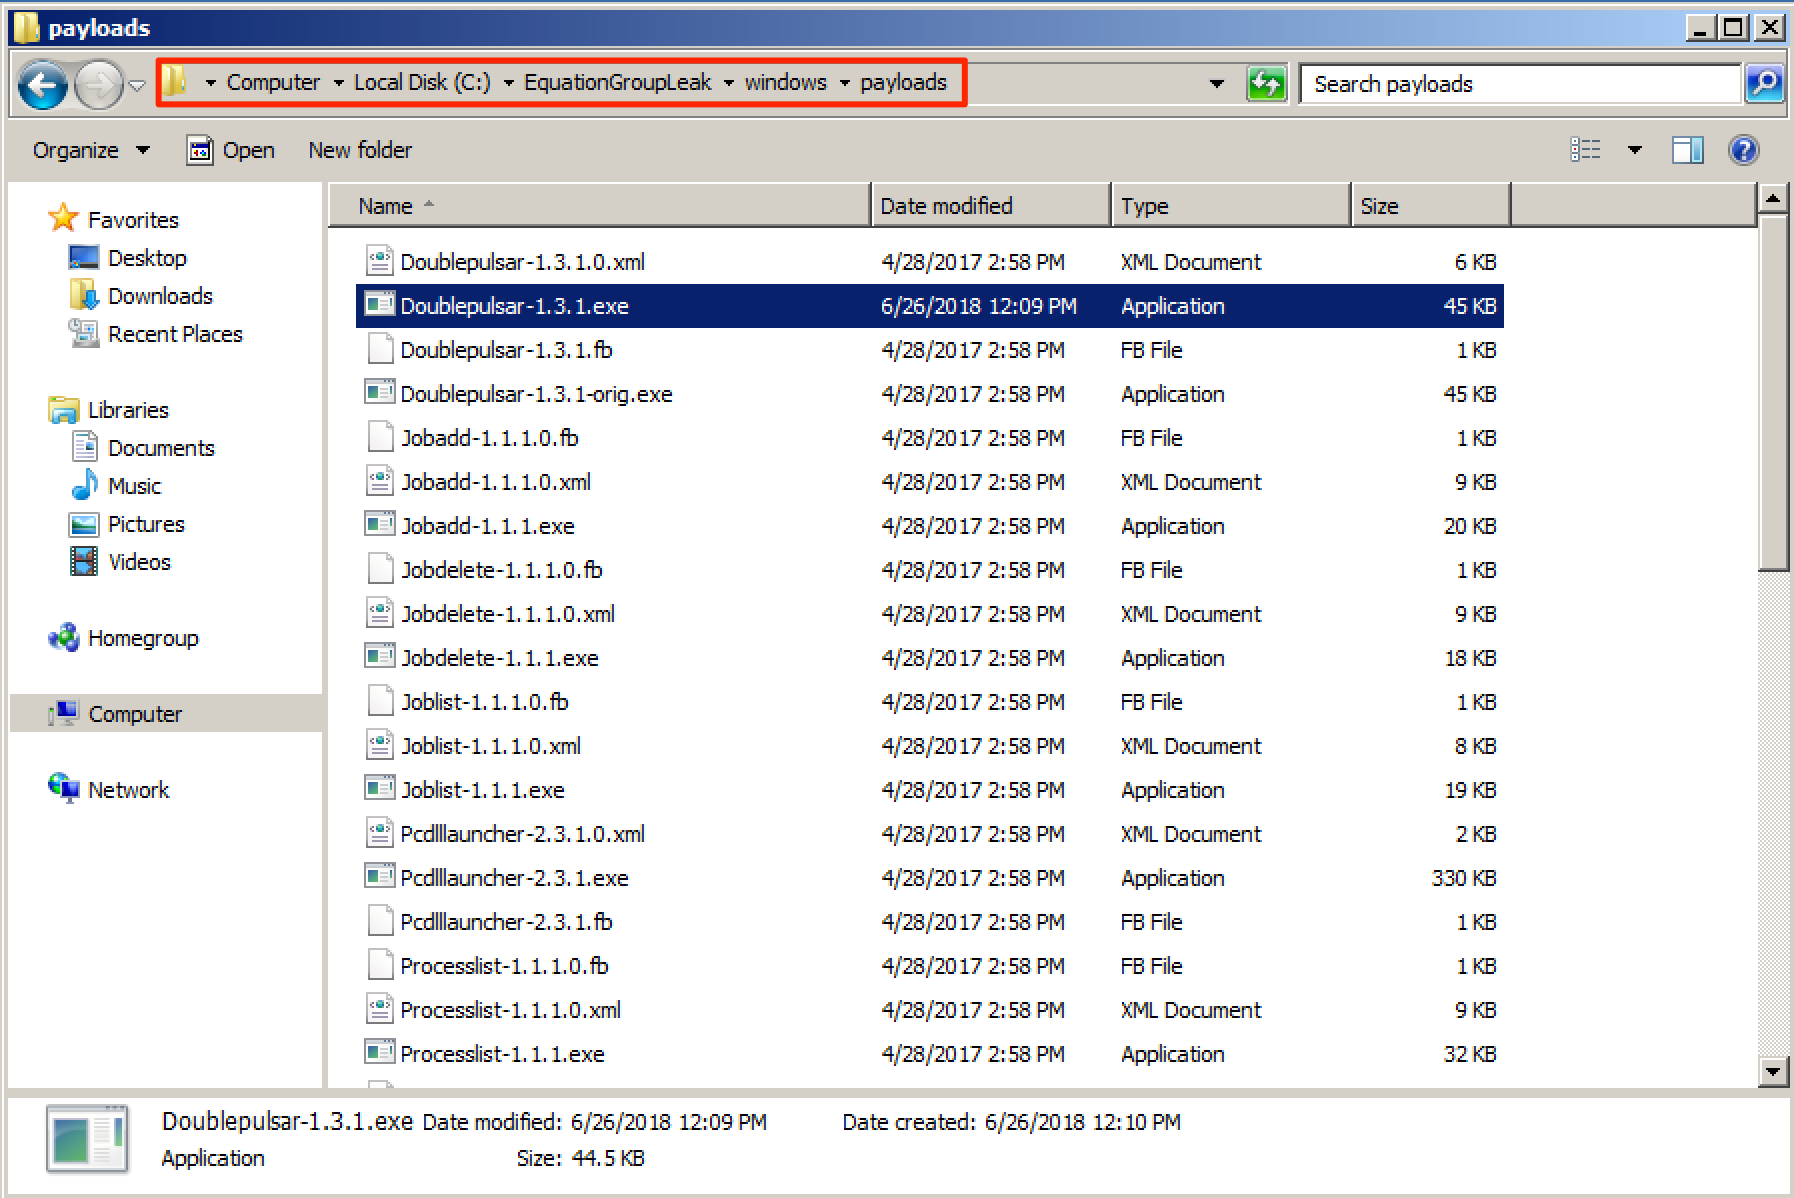 payloads
Computer Local Disk (C:) EquationGroupLeak windows payloads Search payloads
Organize Open New folder
Name Date modified Type Size
Favorites
Desktop
Downloads
Recent Places
Libraries
Documents
Music
Pictures
Videos
Homegroup
Computer
Network
Doublepulsar-1.3.1.0.xml 4/28/2017 2:58 PM XML Document 6 KB
Doublepulsar-1.3.1.exe 6/26/2018 12:09 PM Application 45 KB
Doublepulsar-1.3.1.fb 4/28/2017 2:58 PM FB File 1 KB
Doublepulsar-1.3.1-orig.exe 4/28/2017 2:58 PM Application 45 KB
Jobadd-1.1.1.0.fb 4/28/2017 2:58 PM FB File 1 KB
Jobadd-1.1.1.0.xml 4/28/2017 2:58 PM XML Document 9 KB
Jobadd-1.1.1.exe 4/28/2017 2:58 PM Application 20 KB
Jobdelete-1.1.1.0.fb 4/28/2017 2:58 PM FB File 1 KB
Jobdelete-1.1.1.0.xml 4/28/2017 2:58 PM XML Document 9 KB
Jobdelete-1.1.1.exe 4/28/2017 2:58 PM Application 18 KB
Joblist-1.1.1.0.fb 4/28/2017 2:58 PM FB File 1 KB
Joblist-1.1.1.0.xml 4/28/2017 2:58 PM XML Document 8 KB
Joblist-1.1.1.exe 4/28/2017 2:58 PM Application 19 KB
Pcdlllauncher-2.3.1.0.xml 4/28/2017 2:58 PM XML Document 2 KB
Pcdlllauncher-2.3.1.exe 4/28/2017 2:58 PM Application 330 KB
Pcdlllauncher-2.3.1.fb 4/28/2017 2:58 PM FB File 1 KB
Processlist-1.1.1.0.fb 4/28/2017 2:58 PM FB File 1 KB
Processlist-1.1.1.0.xml 4/28/2017 2:58 PM XML Document 9 KB
Processlist-1.1.1.exe 4/28/2017 2:58 PM Application 32 KB
Doublepulsar-1.3.1.exe Date modified: 6/26/2018 12:09 PM Date created: 6/26/2018 12:10 PM
Application Size: 44.5 KB